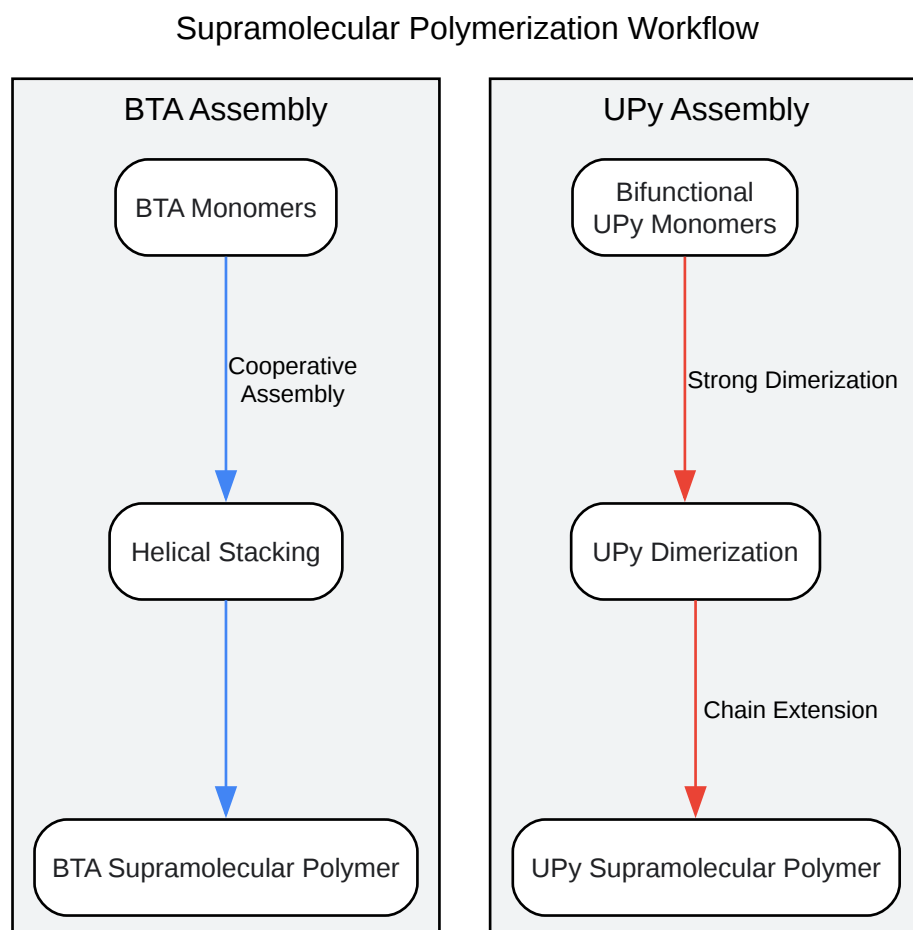 Supramolecular Polymerization Workflow
BTA Assembly
BTA Monomers
Cooperative
Assembly
Helical Stacking
BTA Supramolecular Polymer
UPy Assembly
Bifunctional
UPy Monomers
Strong Dimerization
UPy Dimerization
Chain Extension
UPy Supramolecular Polymer